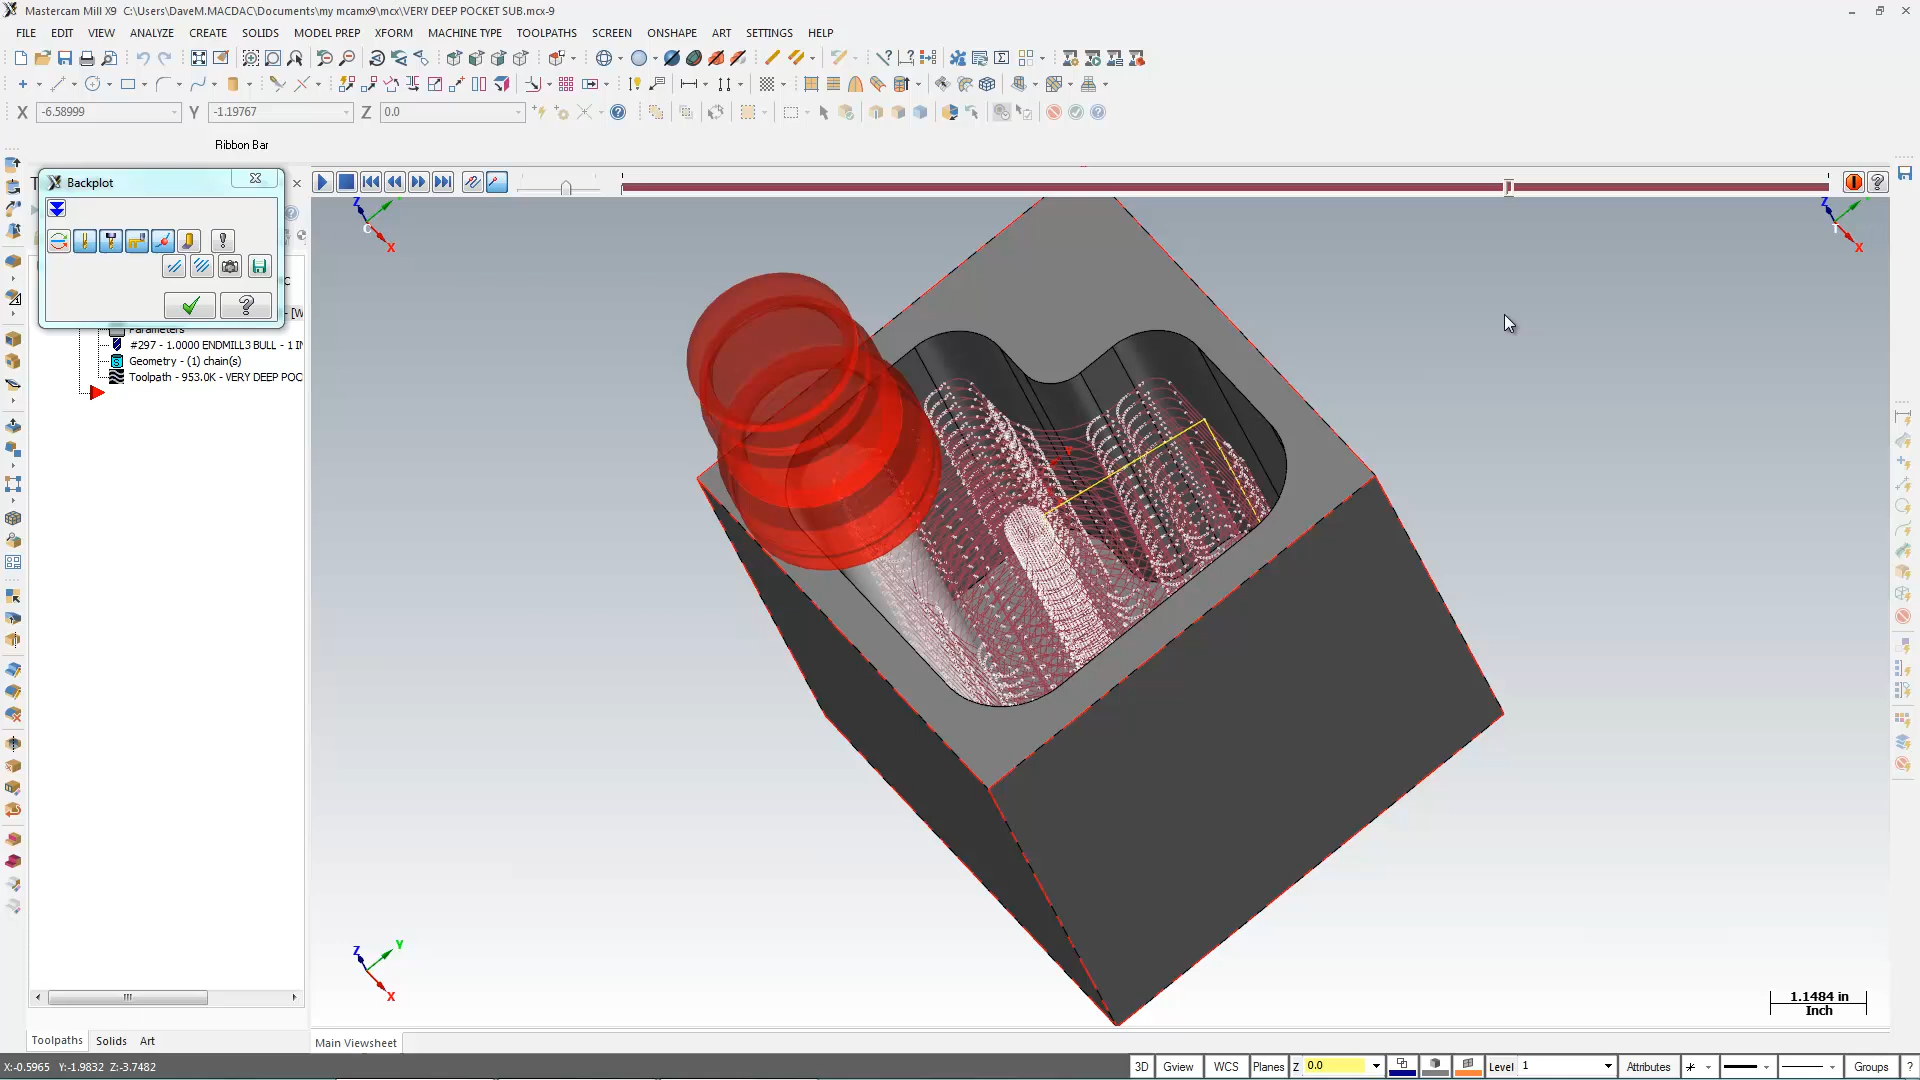 Mastercam Mill X9 C:\Users\DaveM.MACDAC\Documents\my mcamx9\mcx\VERY DEEP POCKET SUB.mcx-9
FILE EDIT VIEW ANALYZE CREATE SOLIDS MODEL PREP XFORM MACHINE TYPE TOOLPATHS SCREEN ONSHAPE ART SETTINGS HELP
X -6.58999 Y -1.19767 Z 0.0
Ribbon Bar
Backplot
Z
C
X
Z
T
X
Parameters
#297 - 1.0000 ENDMILL3 BULL - 1 IN
Geometry - (1) chain(s)
Toolpath - 953.0K - VERY DEEP POC
Z Y
X
1.1484 in
Inch
Toolpaths Solids Art
Main Viewsheet
X:-0.5965 Y:-1.9832 Z:-3.7482
3D Gview WCS Planes Z 0.0 Level 1 Attributes Groups ?